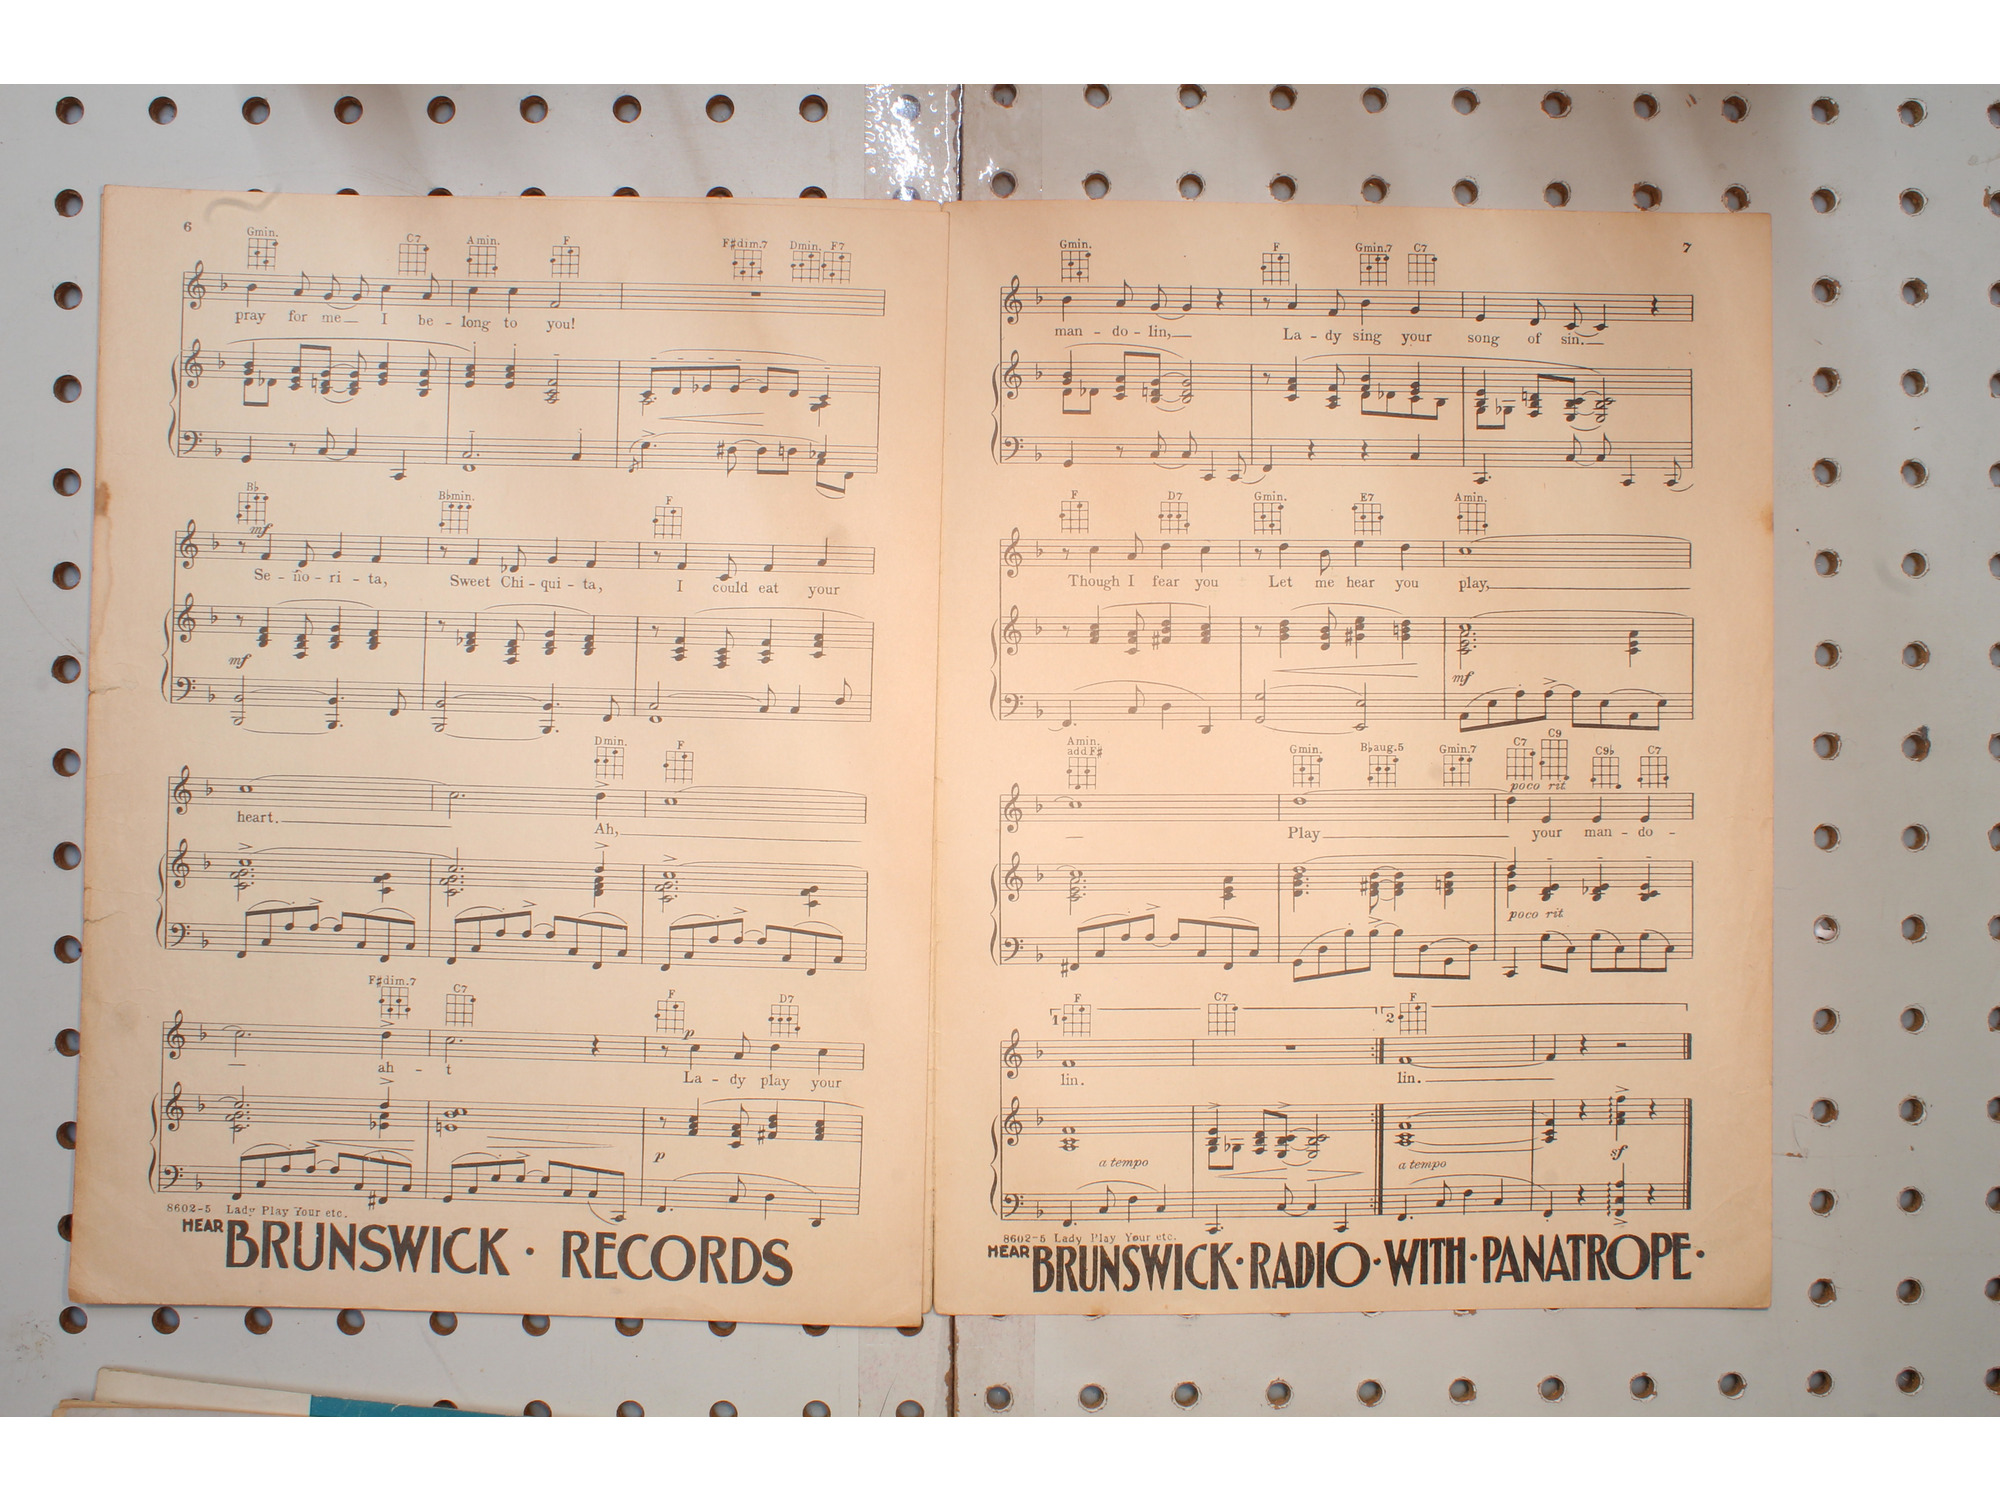 6
Gmin. C7 Amin. F F♯dim.7 Dmin. F7
pray for me I be - long to you!
B♭ B♭min. F
mf
Se - ño - ri - ta, Sweet Chi - qui - ta, I could eat your
mf
Dmin. F
heart. Ah,
F♯dim.7 C7 F D7
p
ah - t La - dy play your
p
8602-5 Lady Play Your etc.
HEAR BRUNSWICK · RECORDS
7
Gmin. F Gmin.7 C7
man - do - lin, La - dy sing your song of sin.
F D7 Gmin. E7 Amin.
Though I fear you Let me hear you play,
mf
Amin. add F♯ Gmin. B♭aug.5 Gmin.7 C7 C9 C9♭ C7
poco rit
Play your man - do -
poco rit
1 F C7 2 F
lin. lin.
a tempo a tempo sf
8602-5 Lady Play Your etc.
HEAR BRUNSWICK · RADIO · WITH · PANATROPE ·